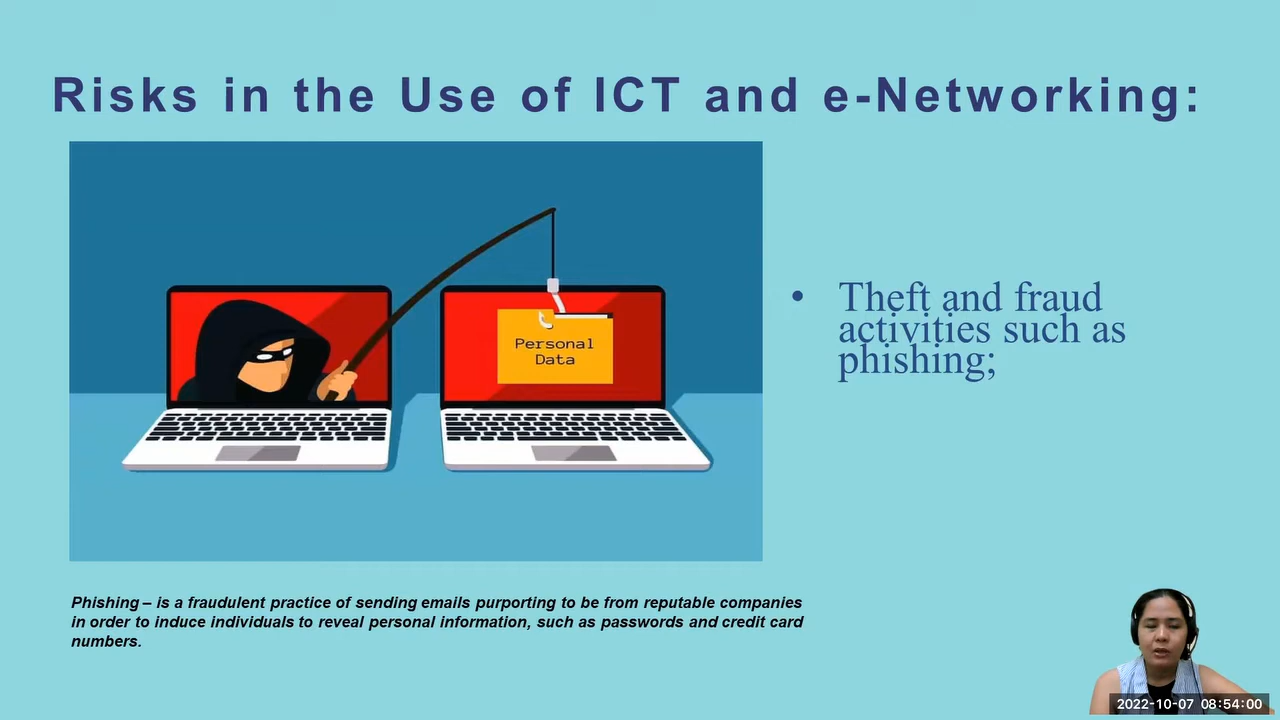 Risks in the Use of ICT and e-Networking:
Personal
Data
• Theft and fraud
activities such as
phishing;
Phishing – is a fraudulent practice of sending emails purporting to be from reputable companies
in order to induce individuals to reveal personal information, such as passwords and credit card
numbers.
2022-10-07 08:54:00